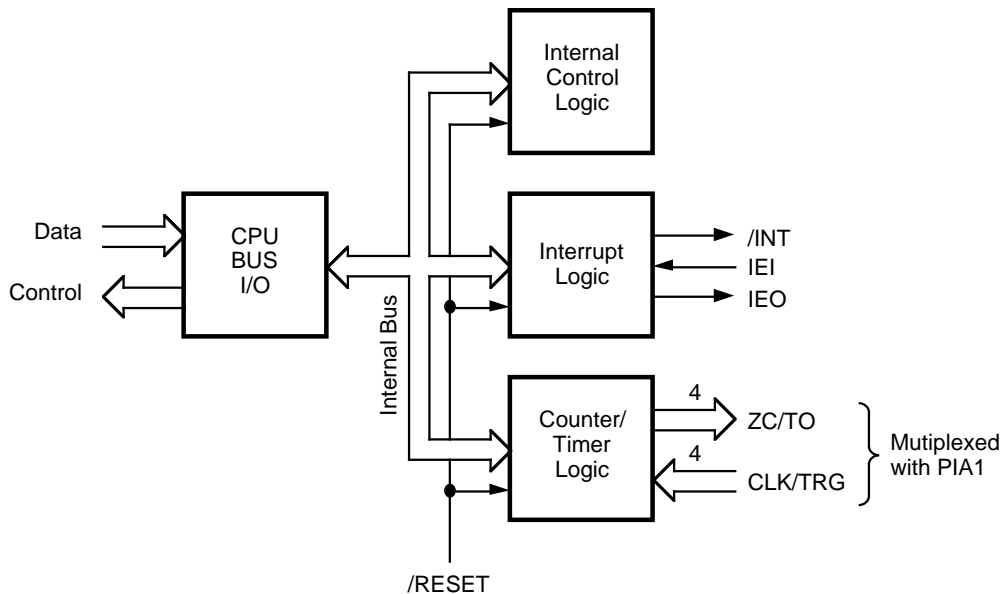 Internal
Control
Logic
Data
Control
CPU
BUS
I/O
Internal Bus
Interrupt
Logic
/INT
IEI
IEO
Counter/
Timer
Logic
4
ZC/TO
4
CLK/TRG
Mutiplexed
with PIA1
/RESET